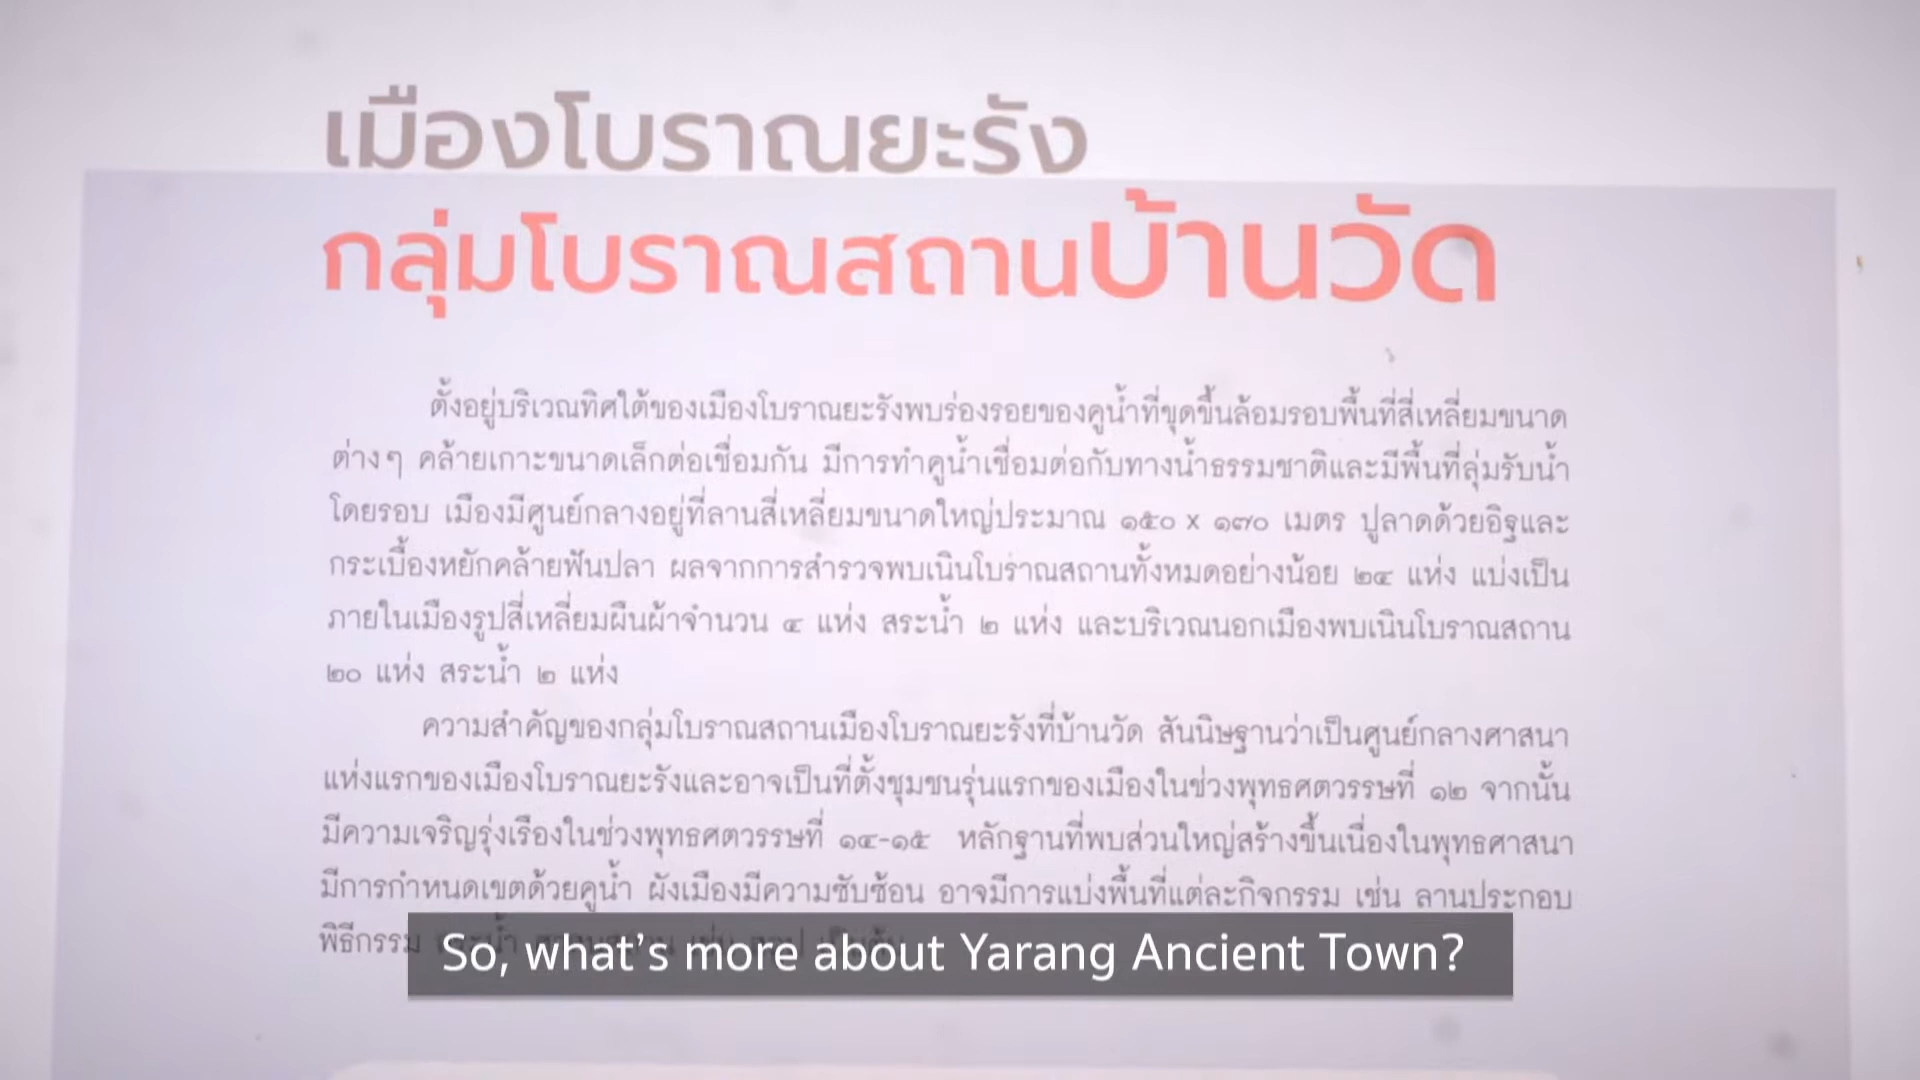 เมืองโบราณยะรัง
กลุ่มโบราณสถานบ้านวัด
ตั้งอยู่บริเวณทิศใต้ของเมืองโบราณยะรังพบร่องรอยของคูน้ำที่ขุดขึ้นล้อมรอบพื้นที่สี่เหลี่ยมขนาด
ต่างๆ คล้ายเกาะขนาดเล็กต่อเชื่อมกัน มีการทำคูน้ำเชื่อมต่อกับทางน้ำธรรมชาติและมีพื้นที่ลุ่มรับน้ำ
โดยรอบ เมืองมีศูนย์กลางอยู่ที่ลานสี่เหลี่ยมขนาดใหญ่ประมาณ ๑๕๐ x ๑๗๐ เมตร ปูลาดด้วยอิฐและ
กระเบื้องหยักคล้ายฟันปลา ผลจากการสำรวจพบเนินโบราณสถานทั้งหมดอย่างน้อย ๒๔ แห่ง แบ่งเป็น
ภายในเมืองรูปสี่เหลี่ยมผืนผ้าจำนวน ๔ แห่ง สระน้ำ ๒ แห่ง และบริเวณนอกเมืองพบเนินโบราณสถาน
๒๐ แห่ง สระน้ำ ๒ แห่ง
ความสำคัญของกลุ่มโบราณสถานเมืองโบราณยะรังที่บ้านวัด สันนิษฐานว่าเป็นศูนย์กลางศาสนา
แห่งแรกของเมืองโบราณยะรังและอาจเป็นที่ตั้งชุมชนรุ่นแรกของเมืองในช่วงพุทธศตวรรษที่ ๑๒ จากนั้น
มีความเจริญรุ่งเรืองในช่วงพุทธศตวรรษที่ ๑๔-๑๕ หลักฐานที่พบส่วนใหญ่สร้างขึ้นเนื่องในพุทธศาสนา
มีการกำหนดเขตด้วยคูน้ำ ผังเมืองมีความซับซ้อน อาจมีการแบ่งพื้นที่แต่ละกิจกรรม เช่น ลานประกอบ
พิธีกรรม
So, what's more about Yarang Ancient Town?